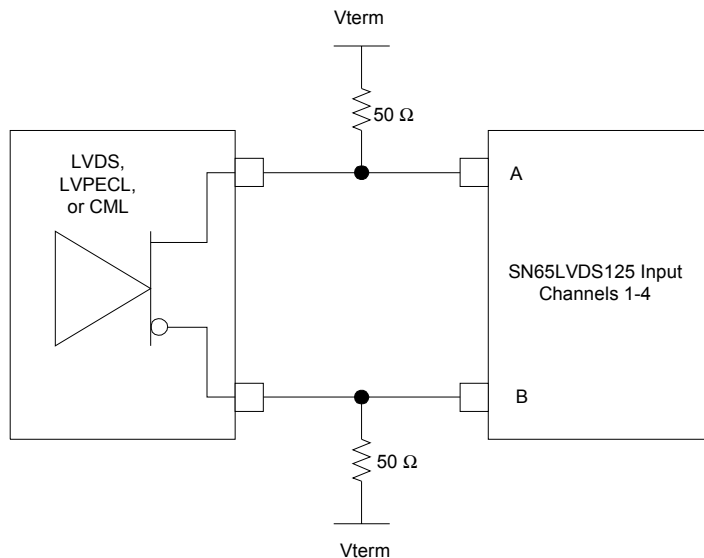 Vterm
50 Ω
LVDS,
LVPECL,
or CML
A
SN65LVDS125 Input
Channels 1-4
B
50 Ω
Vterm